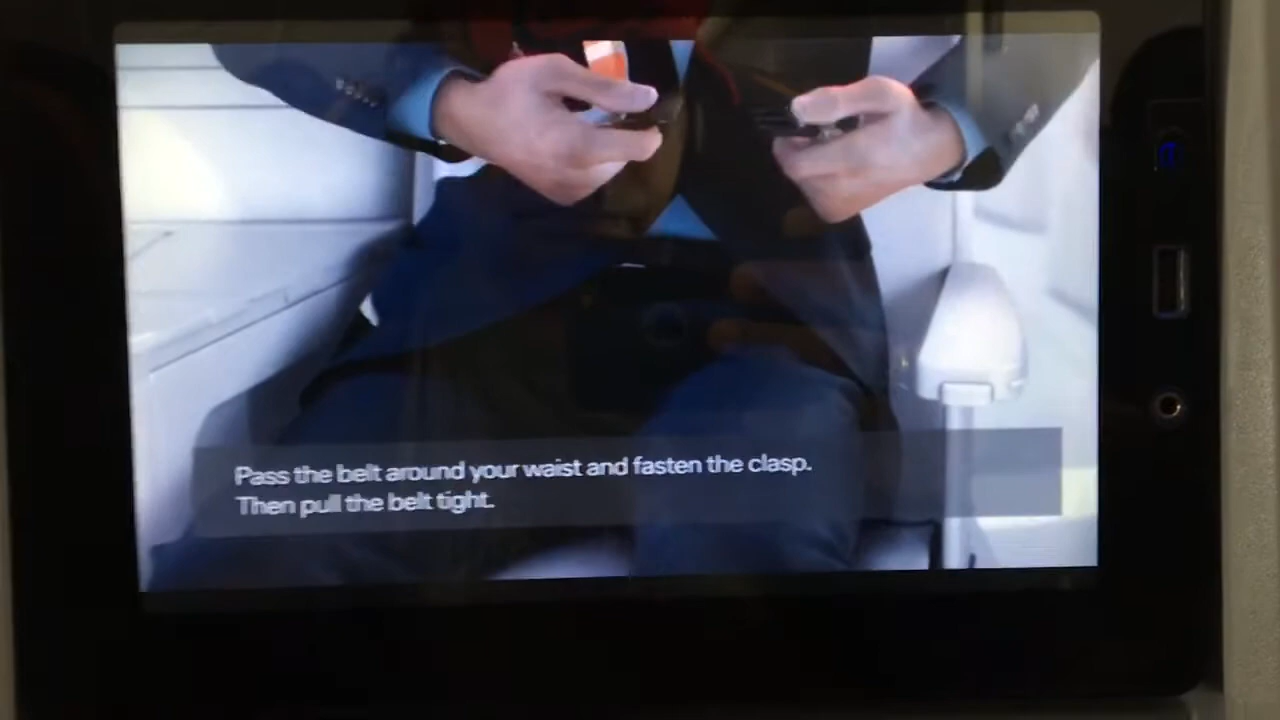 Pass the belt around your waist and fasten the clasp.
Then pull the belt tight.